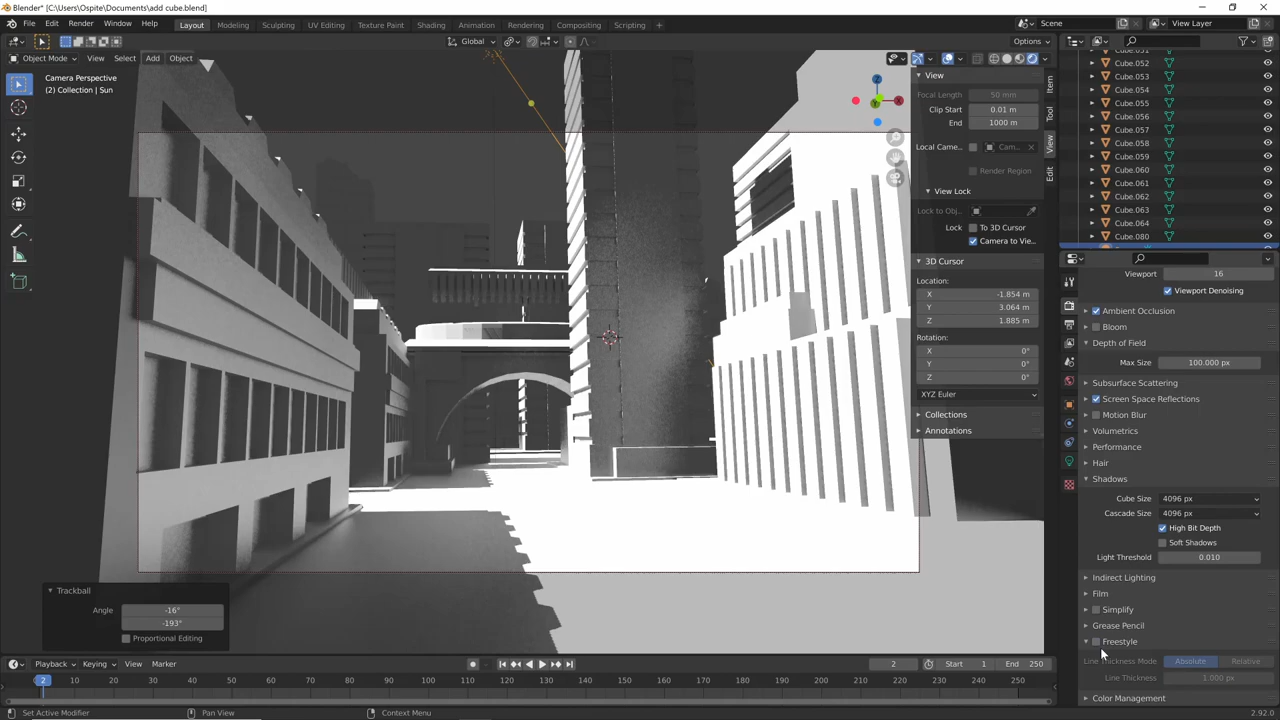 Blender* [C:\Users\Ospite\Documents\add cube.blend]
File Edit Render Window Help Layout Modeling Sculpting UV Editing Texture Paint Shading Animation Rendering Compositing Scripting Scene View Layer
Global Options
Object Mode View Select Add Object
Camera Perspective
(2) Collection | Sun
Z
X
Y
View
Focal Length 50 mm
Clip Start 0.01 m
End 1000 m
Local Came... Cam...
Render Region
View Lock
Lock to Obj...
Lock To 3D Cursor
Camera to Vie...
3D Cursor
Location:
X -1.854 m
Y 3.064 m
Z 1.885 m
Rotation:
X 0°
Y 0°
Z 0°
XYZ Euler
Collections
Annotations
Item
Tool
View
Edit
Cube.051
Cube.052
Cube.053
Cube.054
Cube.055
Cube.056
Cube.057
Cube.058
Cube.059
Cube.060
Cube.061
Cube.062
Cube.063
Cube.064
Cube.080
Viewport 16
Viewport Denoising
Ambient Occlusion
Bloom
Depth of Field
Max Size 100.000 px
Subsurface Scattering
Screen Space Reflections
Motion Blur
Volumetrics
Performance
Hair
Shadows
Cube Size 4096 px
Cascade Size 4096 px
High Bit Depth
Soft Shadows
Light Threshold 0.010
Indirect Lighting
Film
Simplify
Grease Pencil
Freestyle
Line Thickness Mode Absolute Relative
Line Thickness 1.000 px
Color Management
Trackball
Angle -16°
-193°
Proportional Editing
Playback Keying View Marker 2 Start 1 End 250
2 10 20 30 40 50 60 70 80 90 100 110 120 130 140 150 160 170 180 190 200 210 220 230 240 250
Set Active Modifier Pan View Context Menu 2.92.0